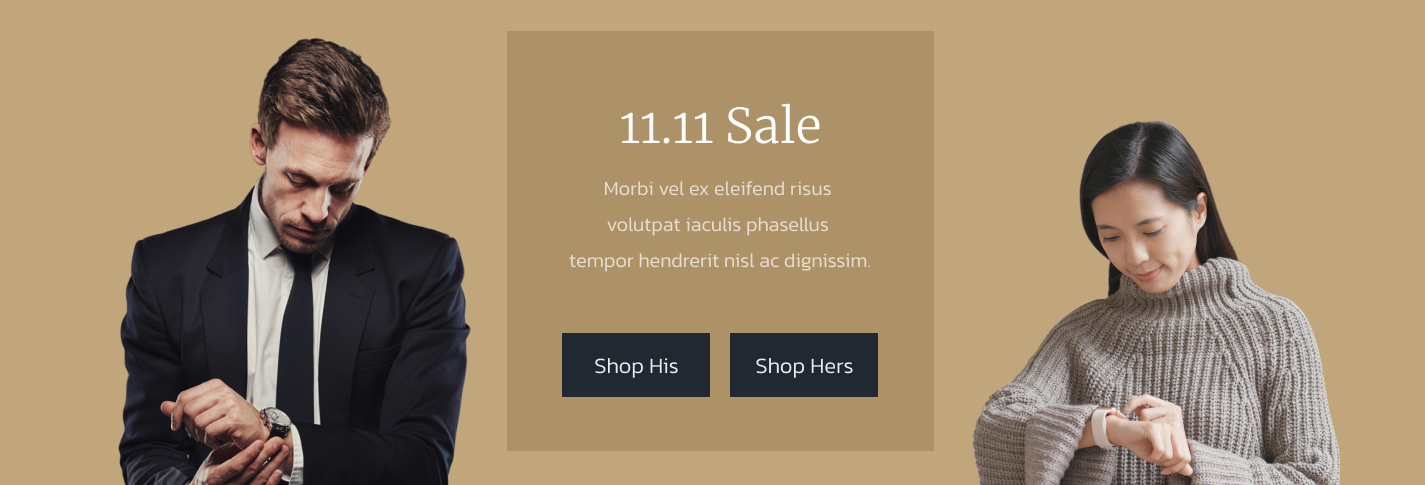 11.11 Sale
Morbi vel ex eleifend risus
volutpat iaculis phasellus
tempor hendrerit nisl ac dignissim.
Shop His
Shop Hers